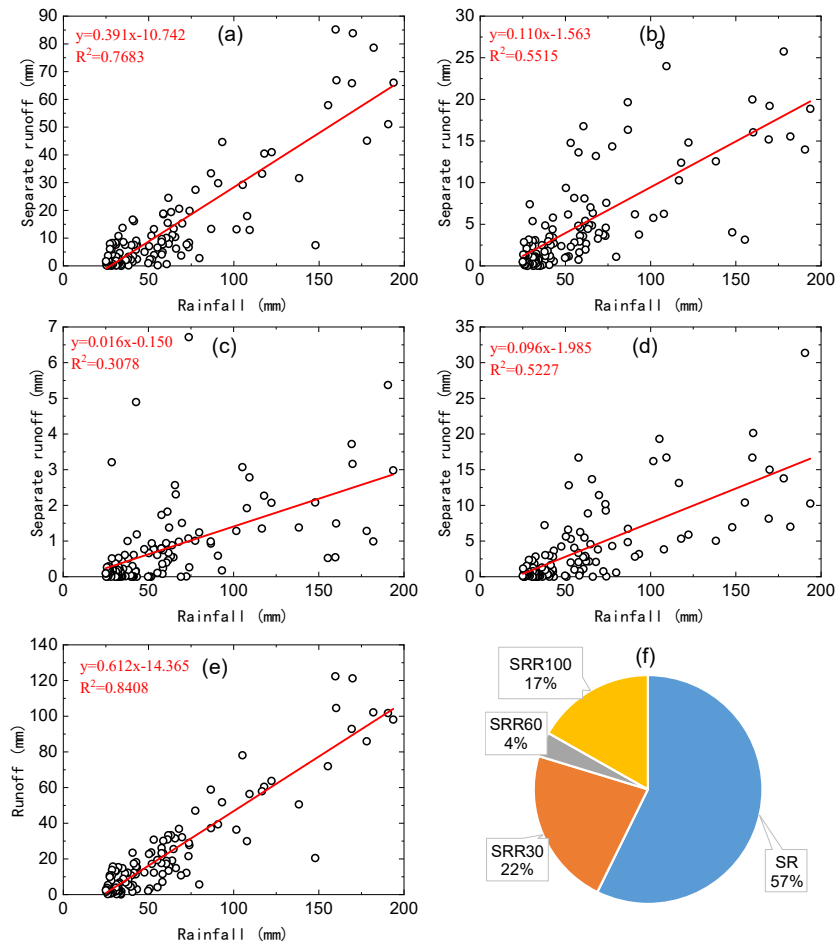 y=0.391x-10.742
R²=0.7683
(a)
90
80
70
60
50
40
30
20
10
0
Separate runoff (mm)
0
50
100
150
200
Rainfall (mm)
y=0.110x-1.563
R²=0.5515
(b)
30
25
20
15
10
5
0
Separate runoff (mm)
0
50
100
150
200
Rainfall (mm)
y=0.016x-0.150
R²=0.3078
(c)
7
6
5
4
3
2
1
0
Separate runoff (mm)
0
50
100
150
200
Rainfall (mm)
y=0.096x-1.985
R²=0.5227
(d)
35
30
25
20
15
10
5
0
Separate runoff (mm)
0
50
100
150
200
Rainfall (mm)
y=0.612x-14.365
R²=0.8408
(e)
140
120
100
80
60
40
20
0
Runoff (mm)
0
50
100
150
200
Rainfall (mm)
(f)
SRR100
17%
SRR60
4%
SRR30
22%
SR
57%